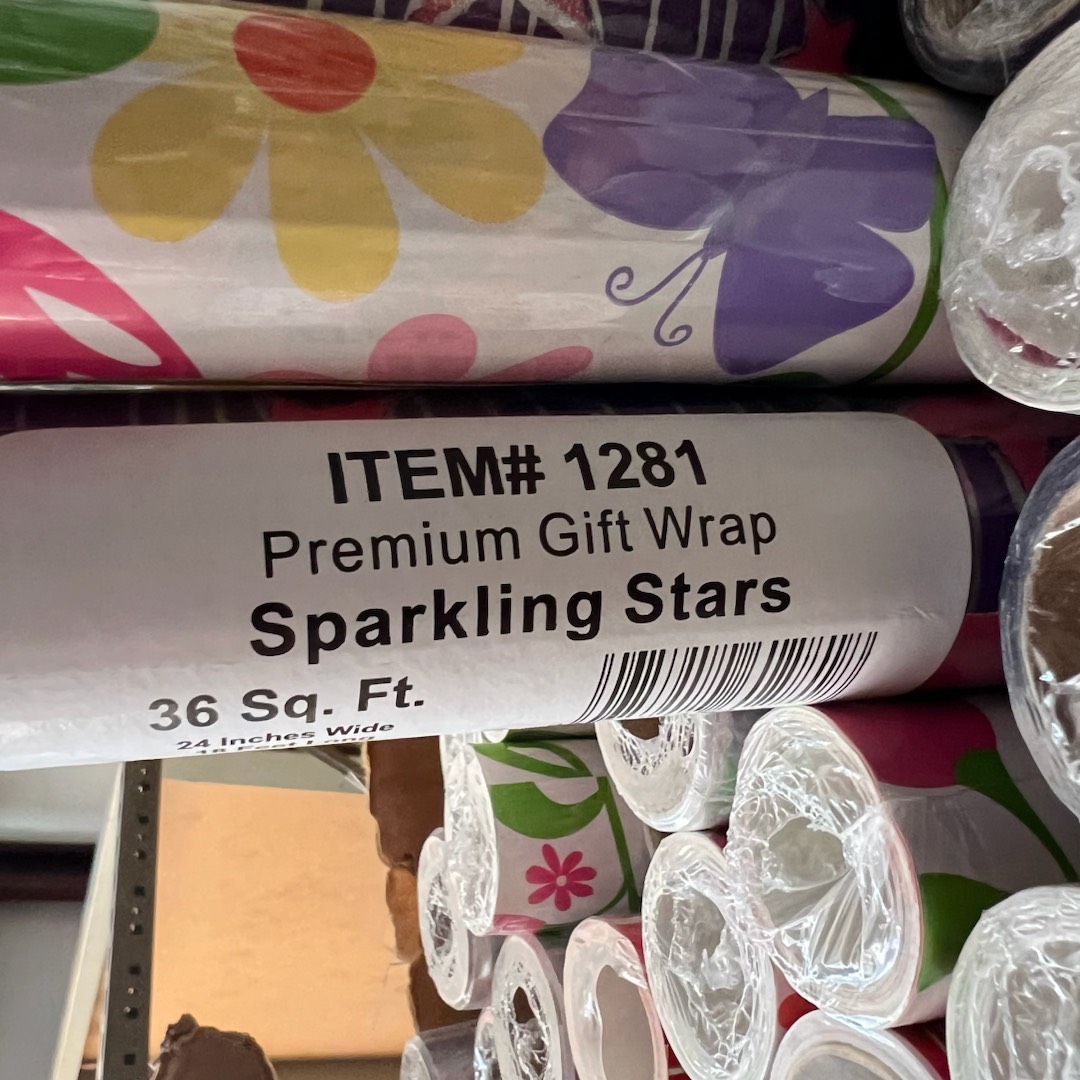 ITEM# 1281
Premium Gift Wrap
Sparkling Stars
36 Sq. Ft.
24 Inches Wide